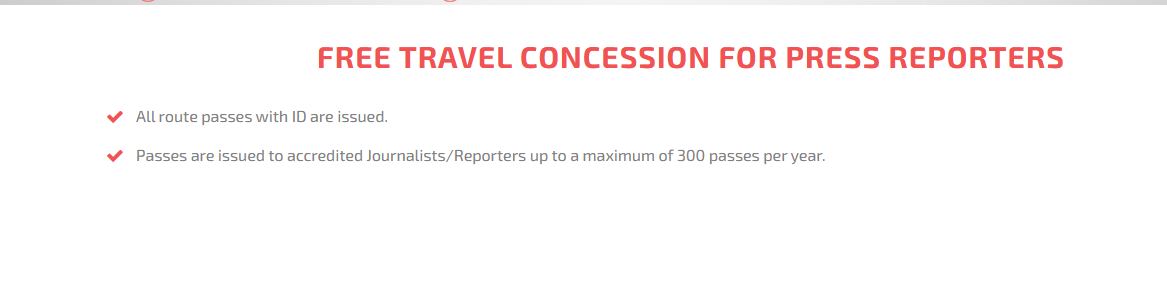 FREE TRAVEL CONCESSION FOR PRESS REPORTERS
All route passes with ID are issued.
Passes are issued to accredited Journalists/Reporters up to a maximum of 300 passes per year.